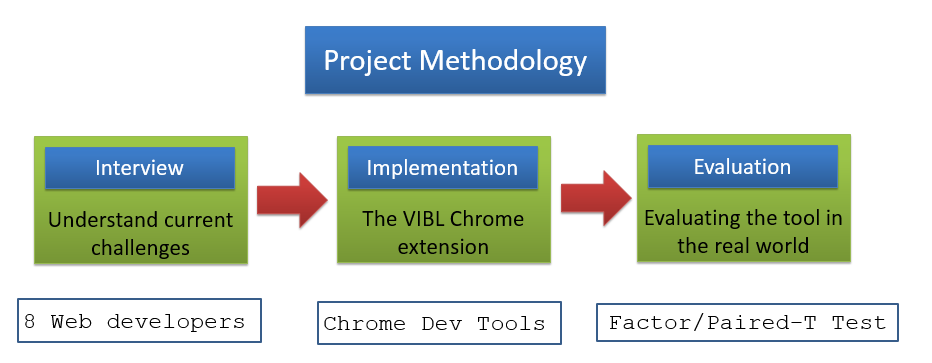 Project Methodology
Interview
Understand current
challenges
Implementation
The VIBL Chrome
extension
Evaluation
Evaluating the tool in
the real world
8 Web developers
Chrome Dev Tools
Factor/Paired-T Test